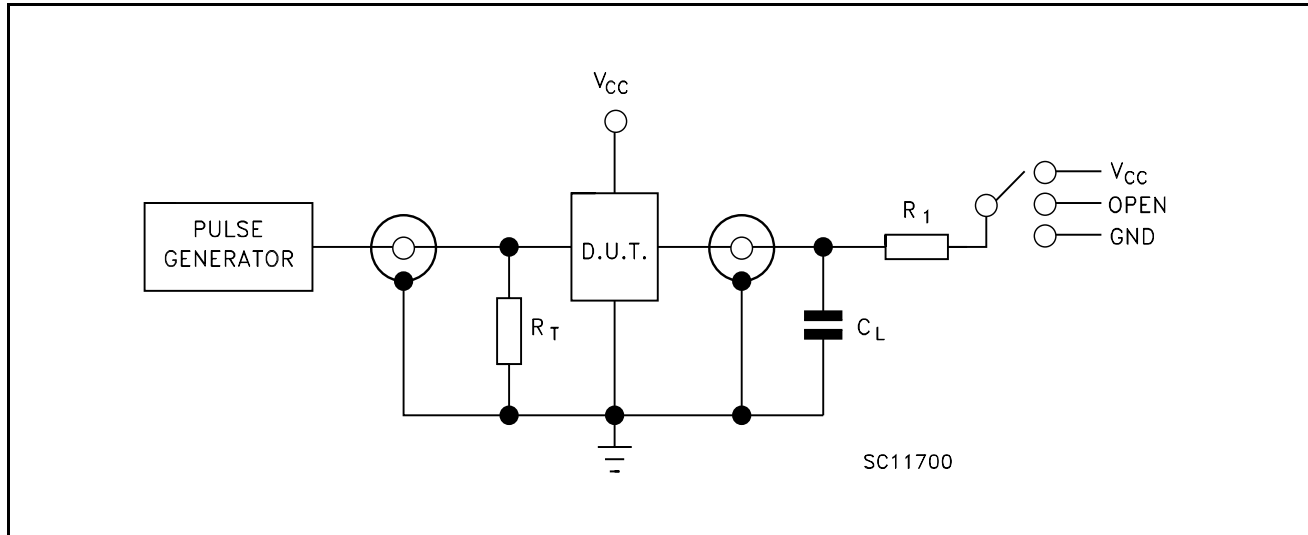 VCC
PULSE
GENERATOR
RT
D.U.T.
CL
R1
VCC
OPEN
GND
SC11700